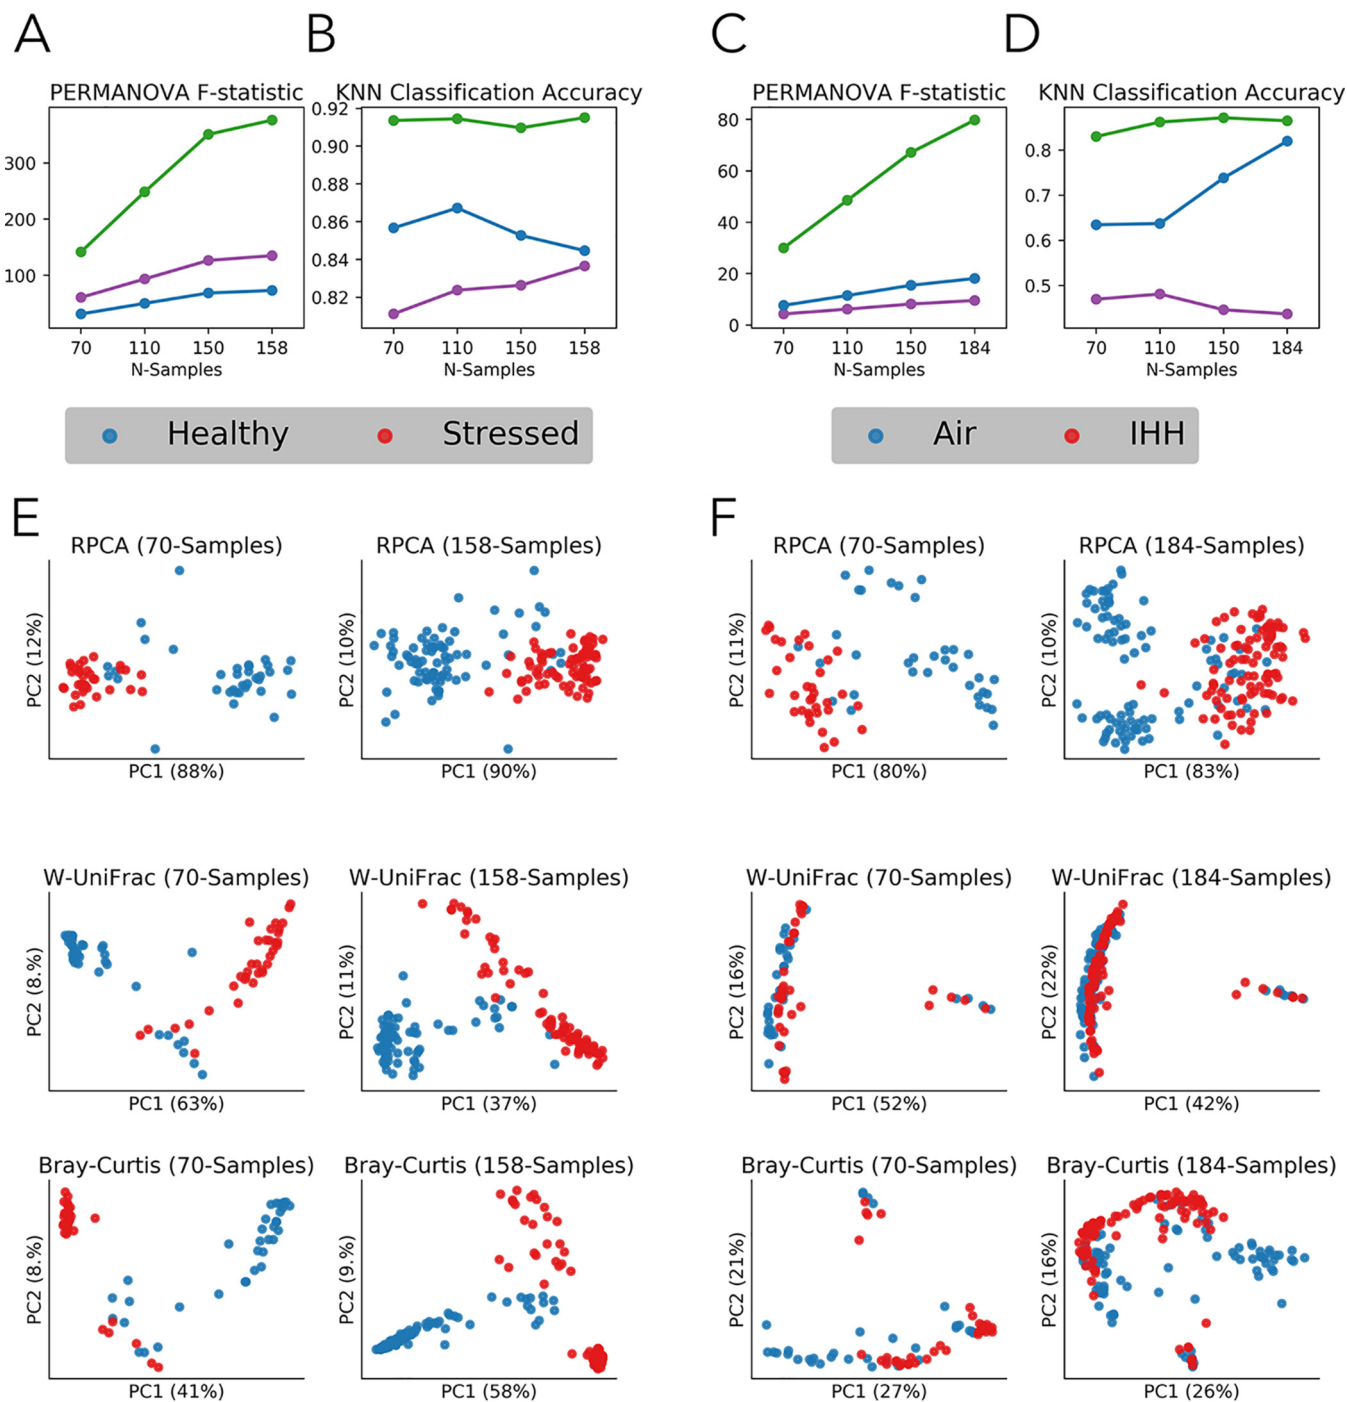 A B C D
PERMANOVA F-statistic KNN Classification Accuracy PERMANOVA F-statistic KNN Classification Accuracy
300
200
100
0.92
0.90
0.88
0.86
0.84
0.82
80
60
40
20
0
0.8
0.7
0.6
0.5
70 110 150 158 70 110 150 158 70 110 150 184 70 110 150 184
N-Samples N-Samples N-Samples N-Samples
Healthy Stressed Air IHH
E F
RPCA (70-Samples) RPCA (158-Samples) RPCA (70-Samples) RPCA (184-Samples)
PC2 (12%) PC2 (10%) PC2 (11%) PC2 (10%)
PC1 (88%) PC1 (90%) PC1 (80%) PC1 (83%)
W-UniFrac (70-Samples) W-UniFrac (158-Samples) W-UniFrac (70-Samples) W-UniFrac (184-Samples)
PC2 (8.%) PC2 (11%) PC2 (16%) PC2 (22%)
PC1 (63%) PC1 (37%) PC1 (52%) PC1 (42%)
Bray-Curtis (70-Samples) Bray-Curtis (158-Samples) Bray-Curtis (70-Samples) Bray-Curtis (184-Samples)
PC2 (8.%) PC2 (9.%) PC2 (21%) PC2 (16%)
PC1 (41%) PC1 (58%) PC1 (27%) PC1 (26%)